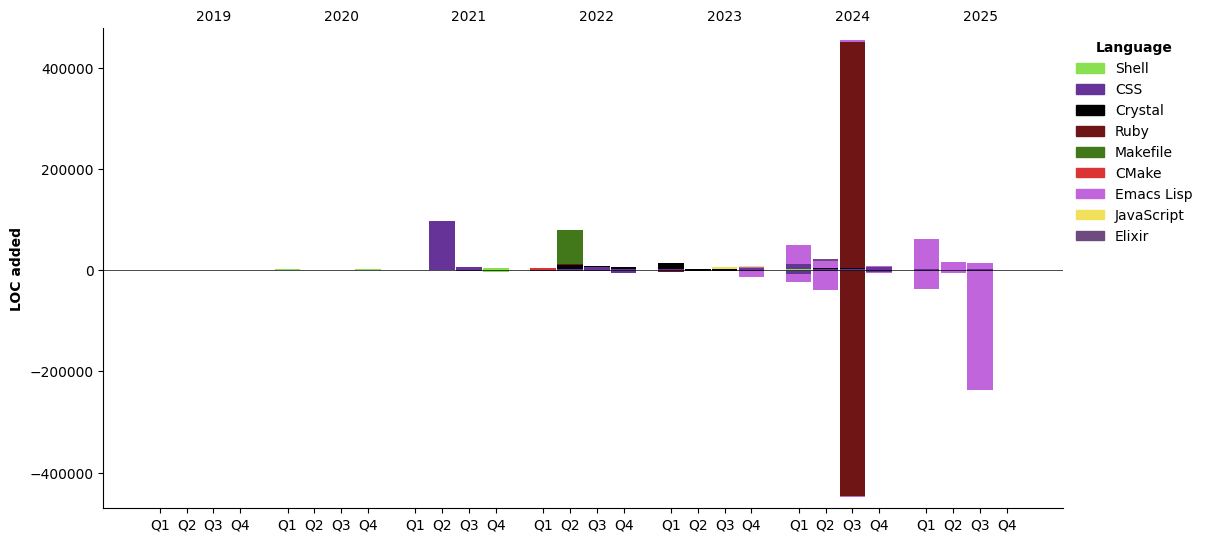 2019 2020 2021 2022 2023 2024 2025
Language
Shell
CSS
Crystal
Ruby
Makefile
CMake
Emacs Lisp
JavaScript
Elixir
LOC added
400000
200000
0
−200000
−400000
Q1 Q2 Q3 Q4 Q1 Q2 Q3 Q4 Q1 Q2 Q3 Q4 Q1 Q2 Q3 Q4 Q1 Q2 Q3 Q4 Q1 Q2 Q3 Q4 Q1 Q2 Q3 Q4